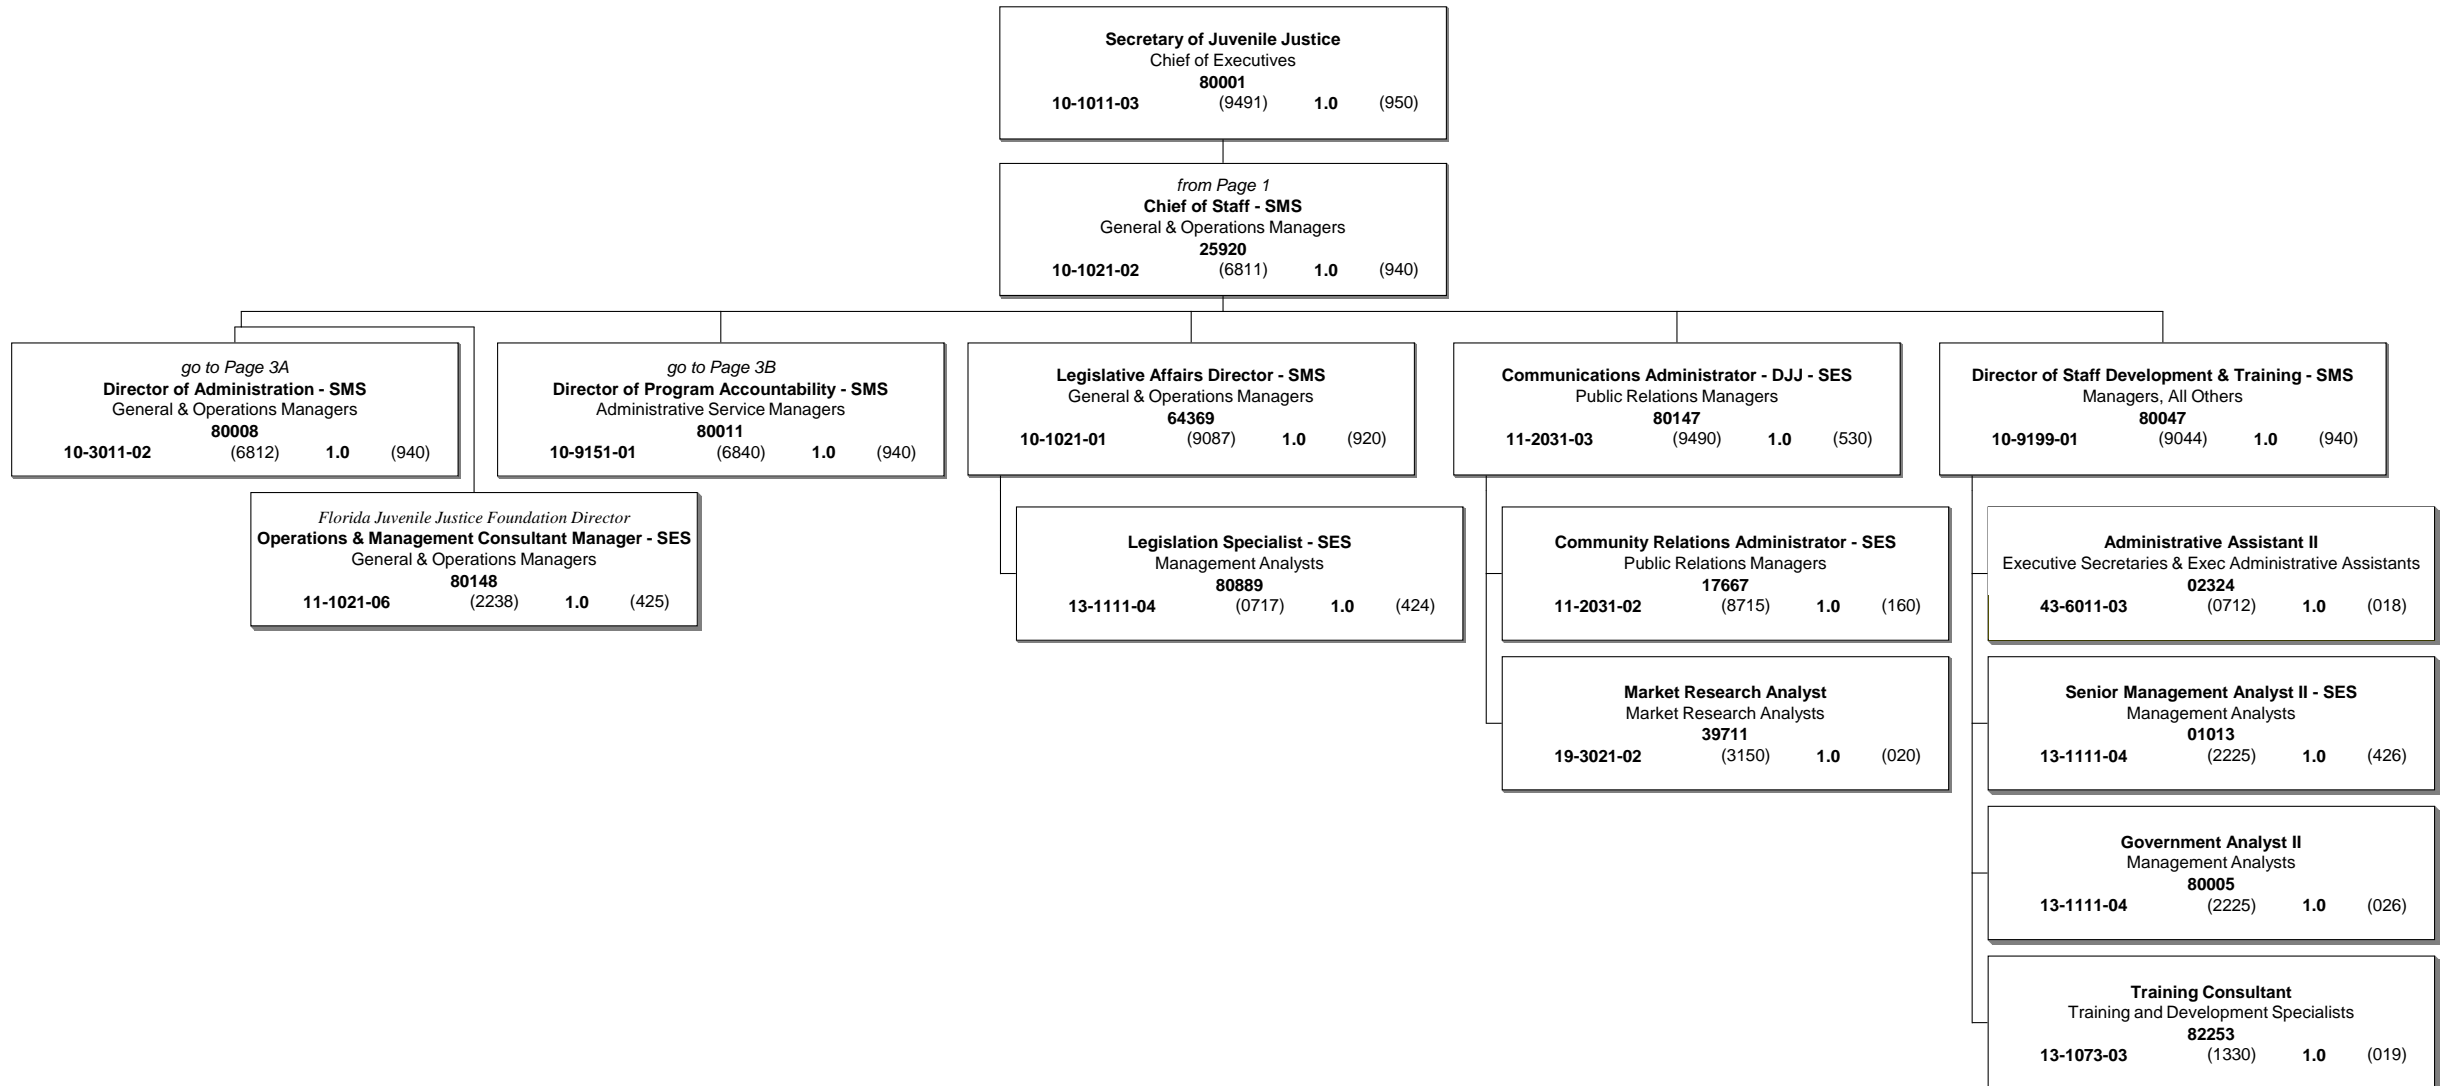 Secretary of Juvenile Justice
Chief of Executives
80001
10-1011-03 (9491) 1.0 (950)
from Page 1
Chief of Staff - SMS
General & Operations Managers
25920
10-1021-02 (6811) 1.0 (940)
go to Page 3A
Director of Administration - SMS
General & Operations Managers
80008
10-3011-02 (6812) 1.0 (940)
go to Page 3B
Director of Program Accountability - SMS
Administrative Service Managers
80011
10-9151-01 (6840) 1.0 (940)
Legislative Affairs Director - SMS
General & Operations Managers
64369
10-1021-01 (9087) 1.0 (920)
Communications Administrator - DJJ - SES
Public Relations Managers
80147
11-2031-03 (9490) 1.0 (530)
Director of Staff Development & Training - SMS
Managers, All Others
80047
10-9199-01 (9044) 1.0 (940)
Florida Juvenile Justice Foundation Director
Operations & Management Consultant Manager - SES
General & Operations Managers
80148
11-1021-06 (2238) 1.0 (425)
Legislation Specialist - SES
Management Analysts
80889
13-1111-04 (0717) 1.0 (424)
Community Relations Administrator - SES
Public Relations Managers
17667
11-2031-02 (8715) 1.0 (160)
Administrative Assistant II
Executive Secretaries & Exec Administrative Assistants
02324
43-6011-03 (0712) 1.0 (018)
Market Research Analyst
Market Research Analysts
39711
19-3021-02 (3150) 1.0 (020)
Senior Management Analyst II - SES
Management Analysts
01013
13-1111-04 (2225) 1.0 (426)
Government Analyst II
Management Analysts
80005
13-1111-04 (2225) 1.0 (026)
Training Consultant
Training and Development Specialists
82253
13-1073-03 (1330) 1.0 (019)